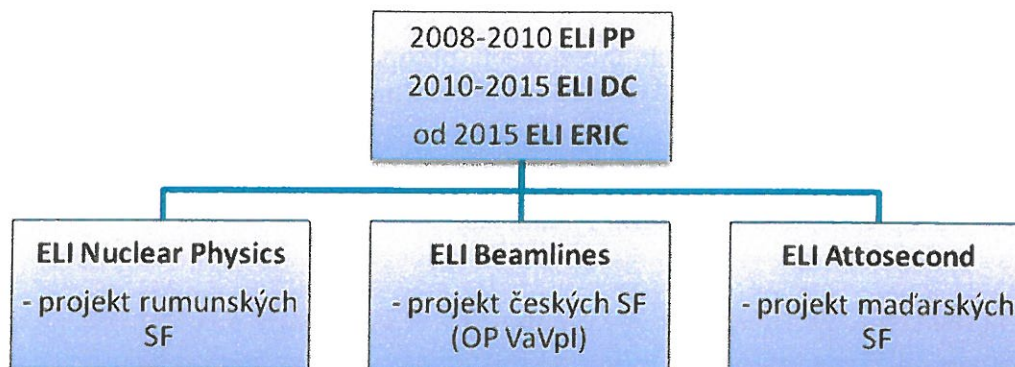 2008-2010 ELI PP
2010-2015 ELI DC
od 2015 ELI ERIC
ELI Nuclear Physics
- projekt rumunských
SF
ELI Beamlines
- projekt českých SF
(OP VaVpI)
ELI Attosecond
- projekt maďarských
SF